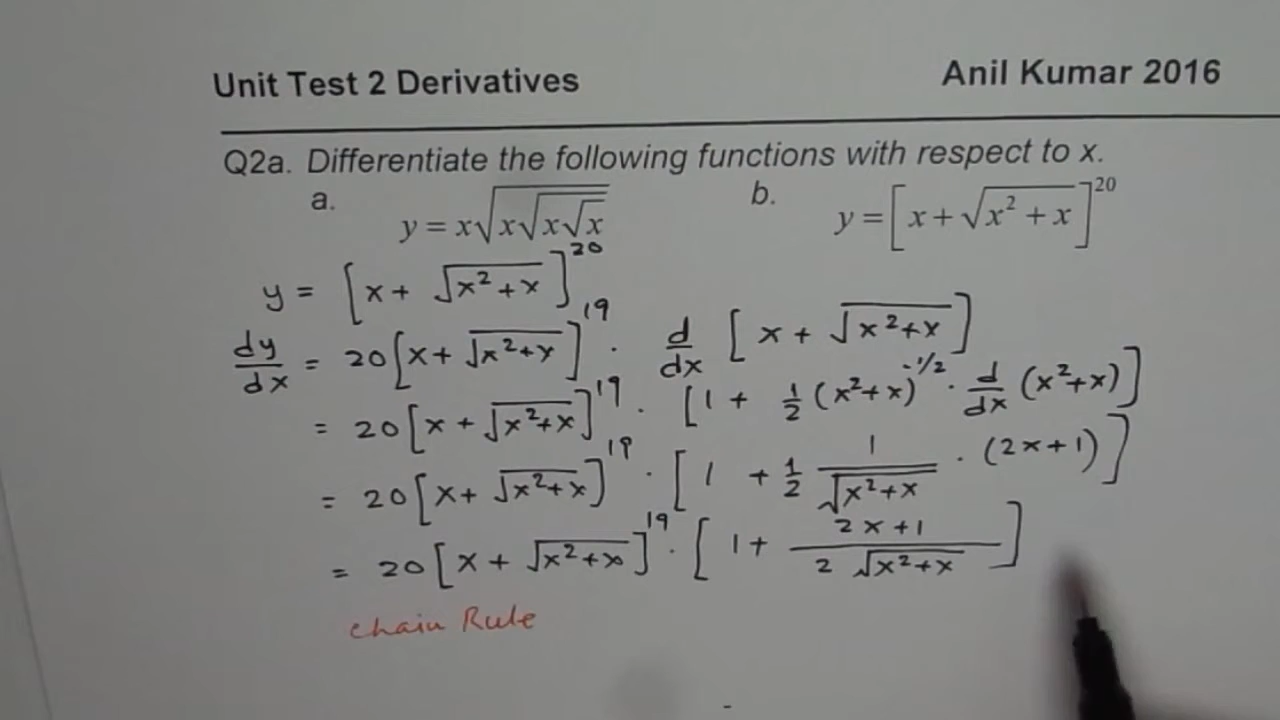 Unit Test 2 Derivatives Anil Kumar 2016
Q2a. Differentiate the following functions with respect to x.
a. y = x√(x√(x√x)) b. y = [x + √(x² + x)]²⁰
y = [x + √(x² + x)]²⁰
dy/dx = 20[x + √(x² + x)]¹⁹ · d/dx [x + √(x² + x)]
= 20[x + √(x² + x)]¹⁹ · [1 + 1/2 (x² + x)^(-1/2) · d/dx (x² + x)]
= 20[x + √(x² + x)]¹⁹ · [1 + 1/2 1/√(x² + x) · (2x + 1)]
= 20[x + √(x² + x)]¹⁹ · [1 + (2x + 1)/(2√(x² + x))]
Chain Rule